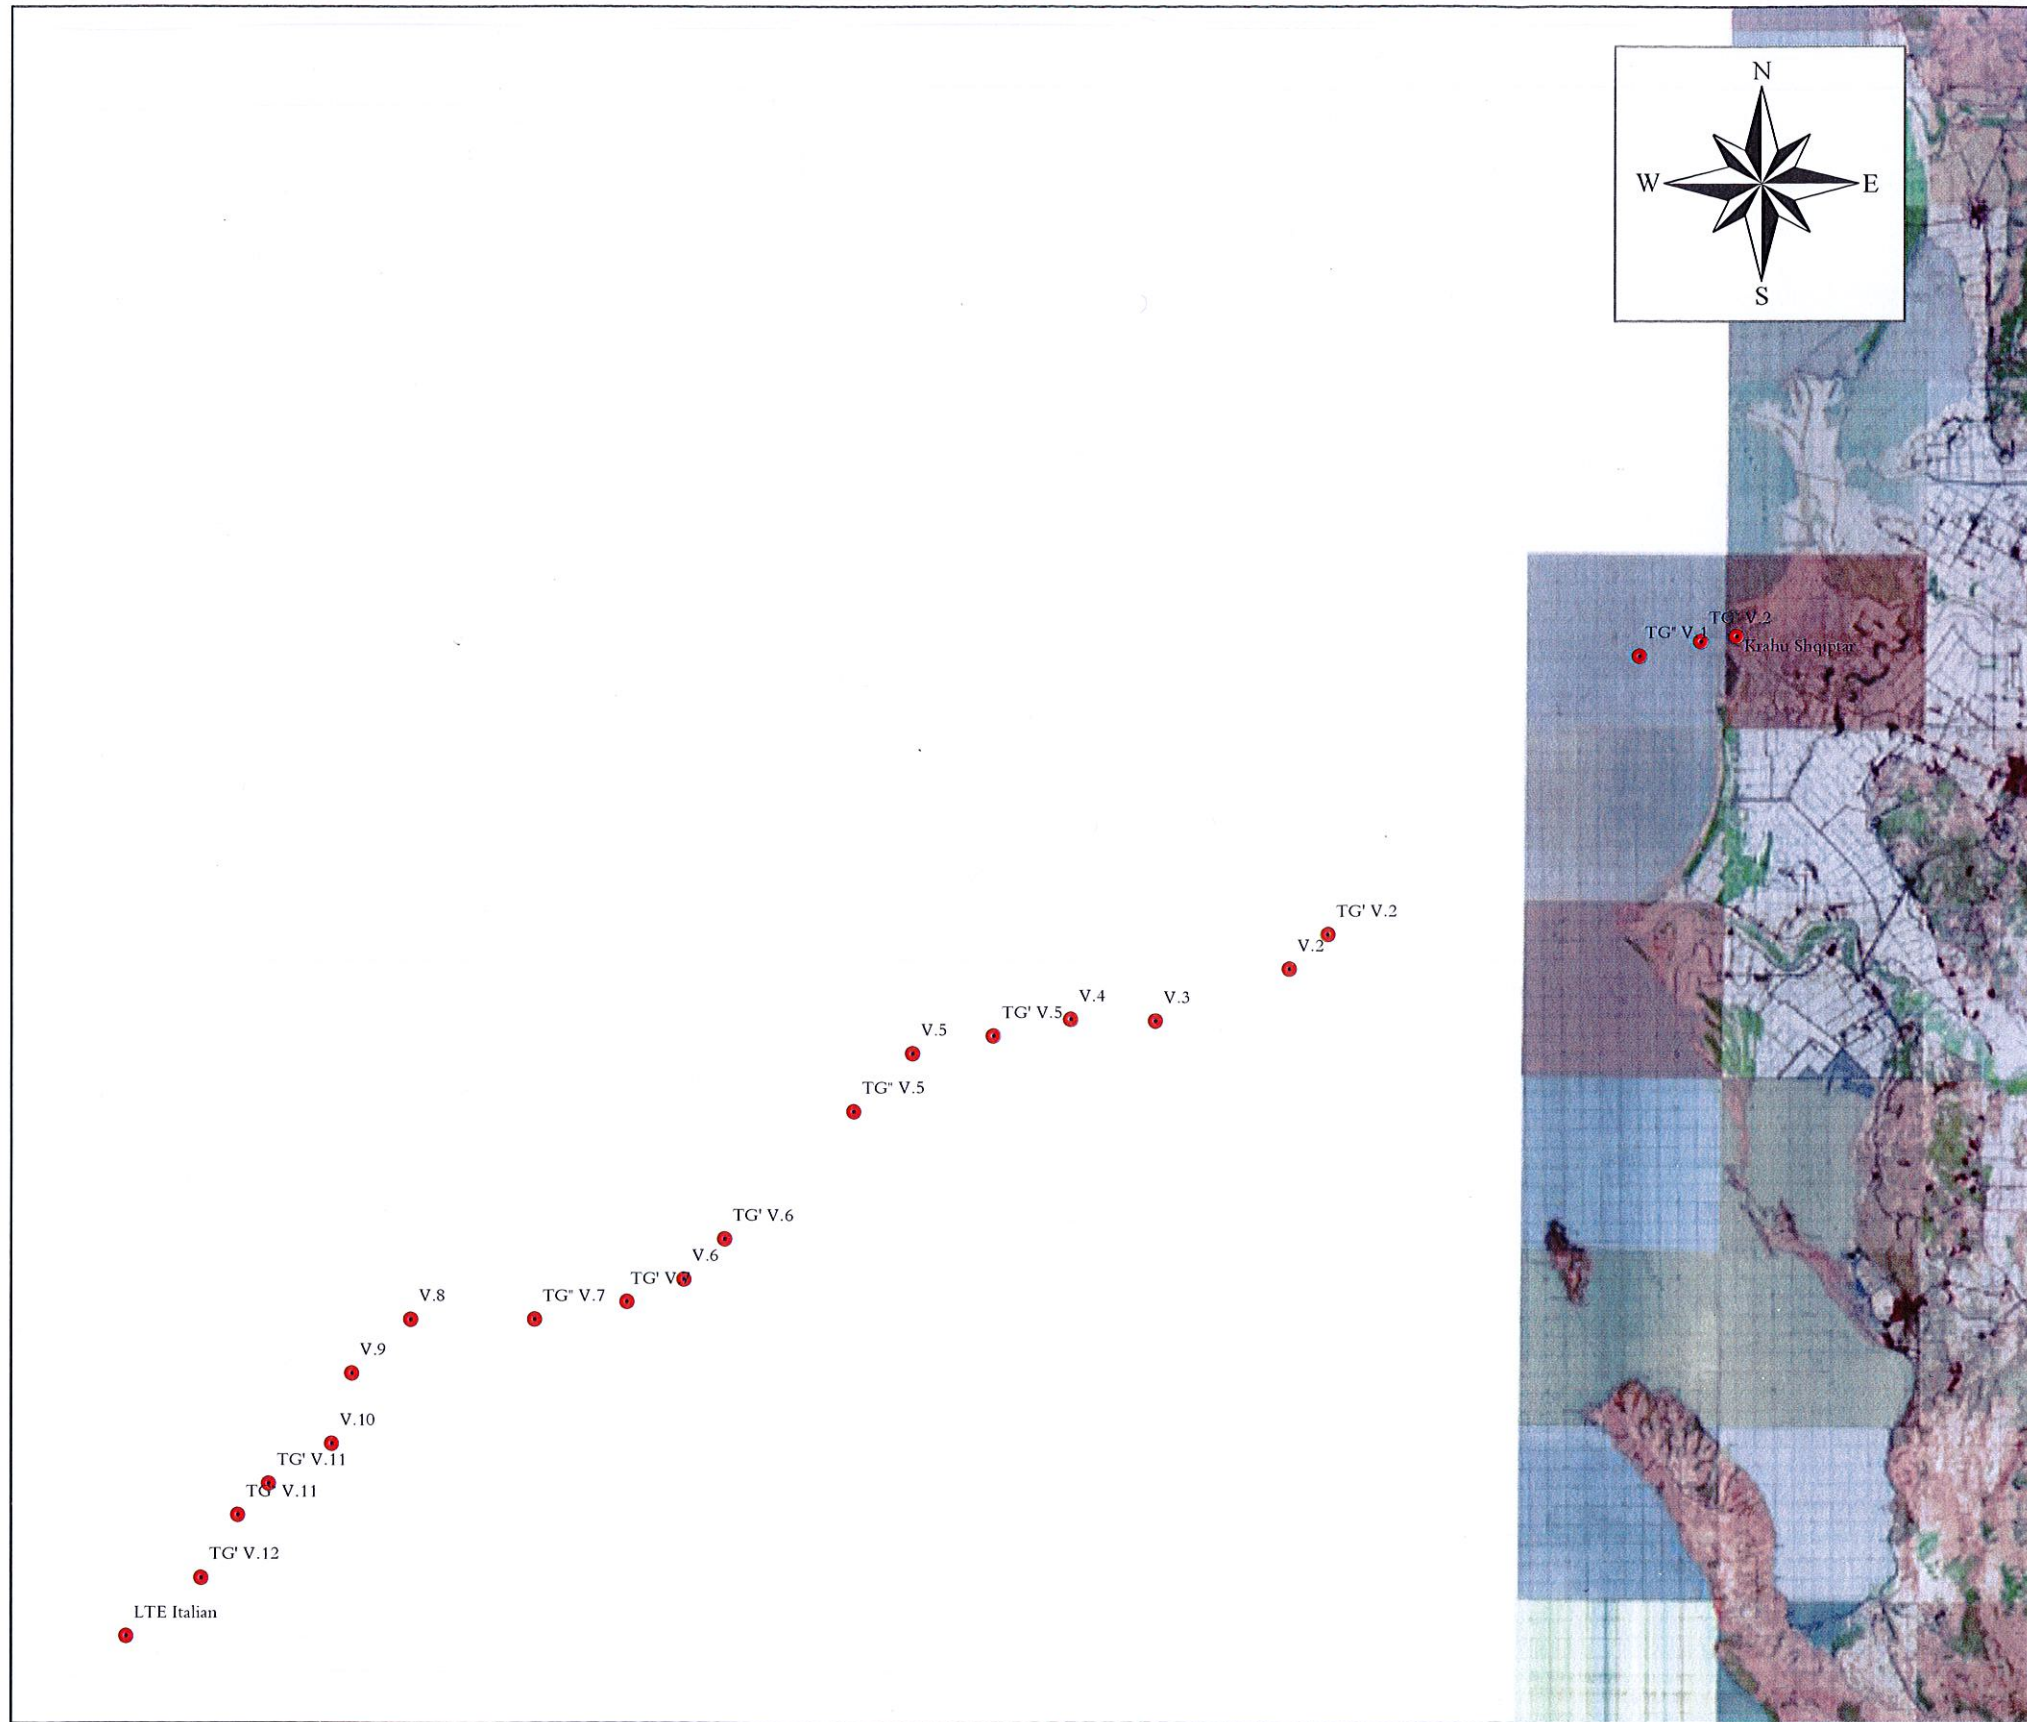 N
W E
S
TG" V.1
TG' V.2
Krahu Shqiptar
TG' V.2
V.2
V.3
V.4
TG' V.5
V.5
TG" V.5
TG' V.6
V.6
TG' V.7
TG" V.7
V.8
V.9
V.10
TG' V.11
TG" V.11
TG' V.12
LTE Italian